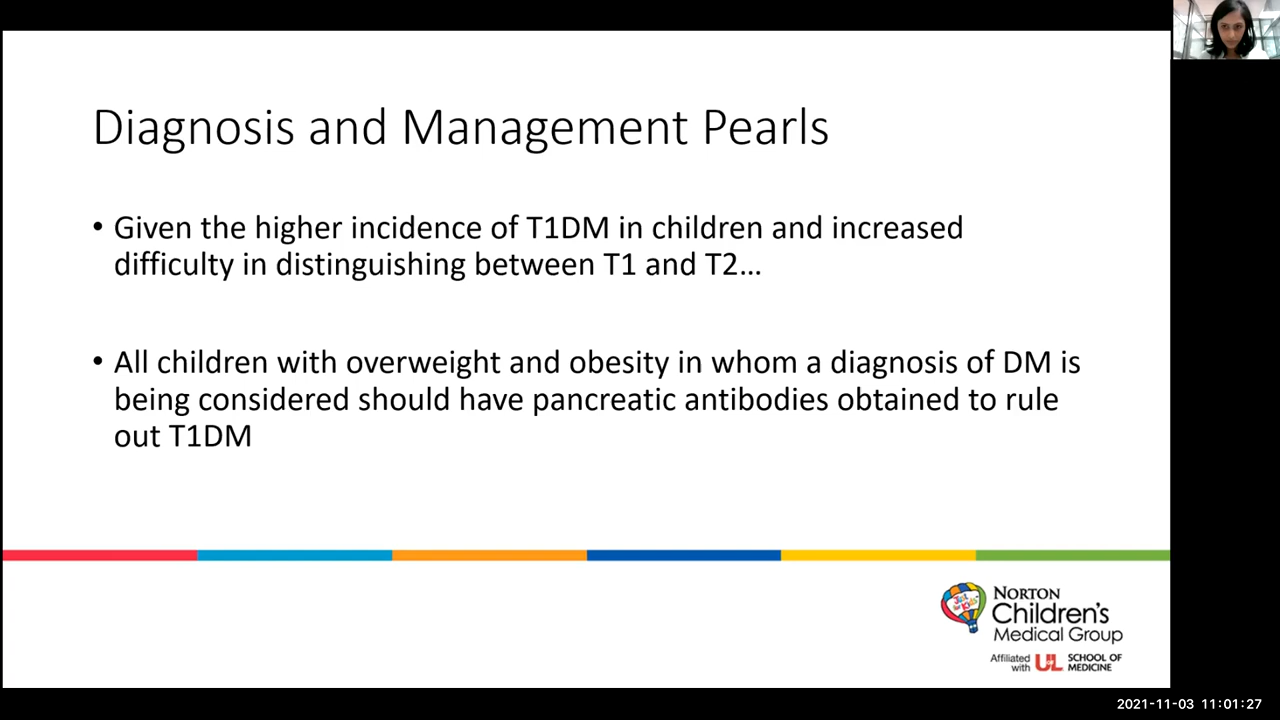 Diagnosis and Management Pearls
• Given the higher incidence of T1DM in children and increased
difficulty in distinguishing between T1 and T2...
• All children with overweight and obesity in whom a diagnosis of DM is
being considered should have pancreatic antibodies obtained to rule
out T1DM
Just for Kids
NORTON
Children's
Medical Group
Affiliated with UL SCHOOL OF MEDICINE
2021-11-03 11:01:27